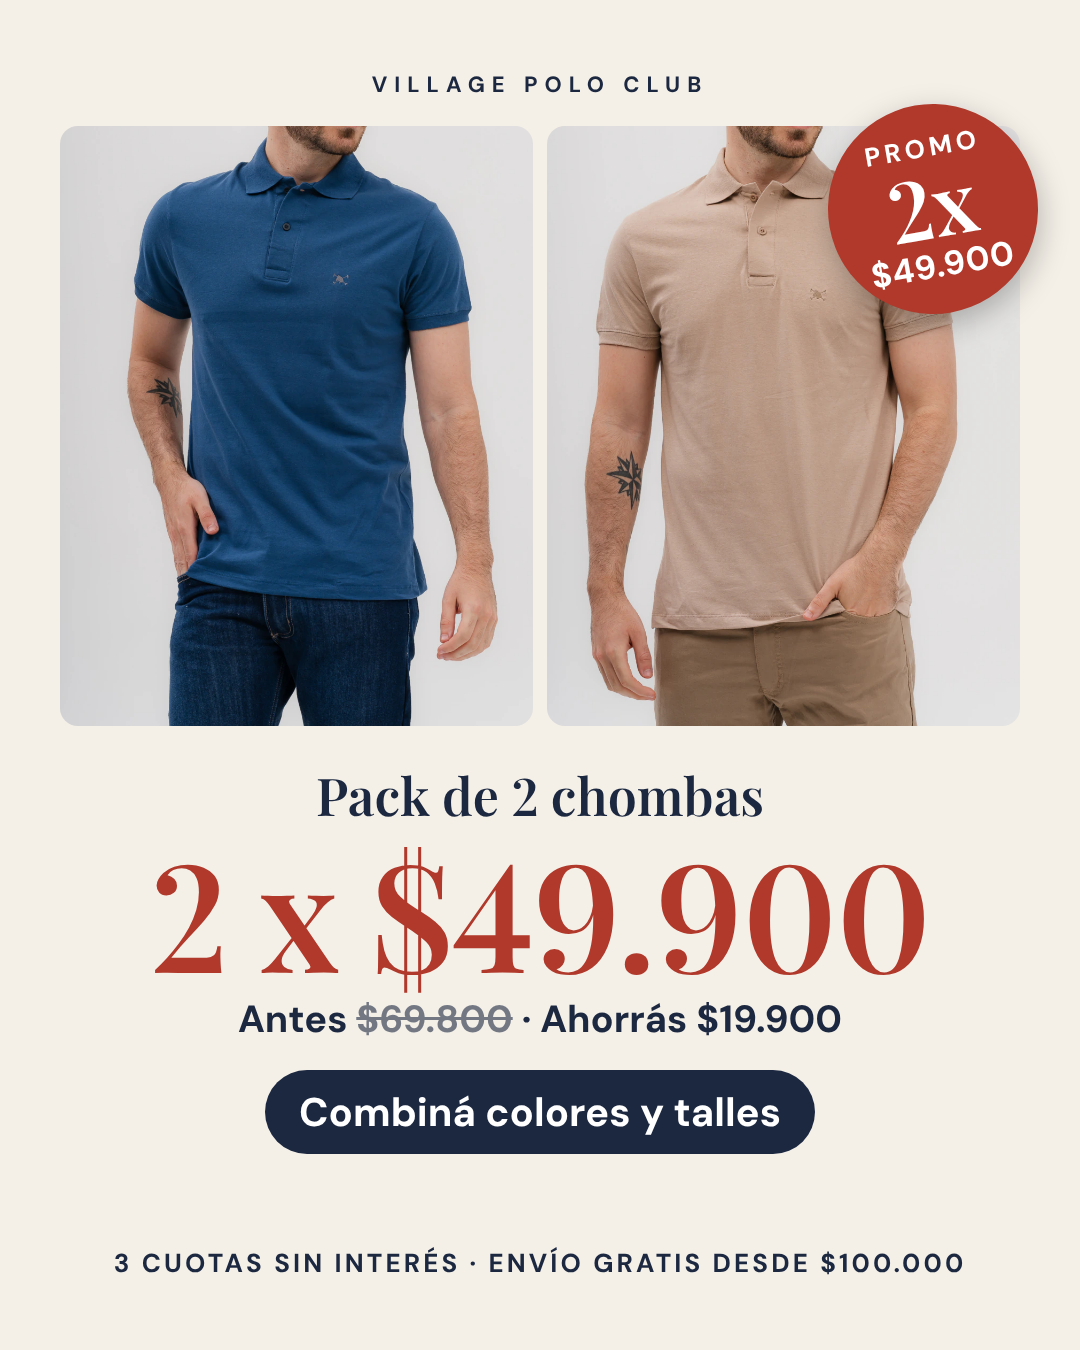 VILLAGE POLO CLUB
PROMO
2x
$49.900
Pack de 2 chombas
2 x $49.900
Antes $69.800 · Ahorrás $19.900
Combiná colores y talles
3 CUOTAS SIN INTERÉS · ENVÍO GRATIS DESDE $100.000